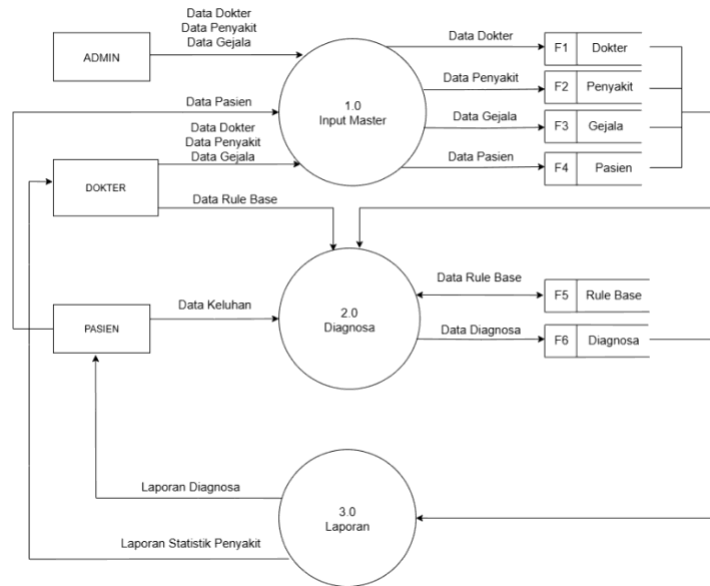 Data Dokter
Data Penyakit
Data Gejala
ADMIN
Data Dokter
F1 Dokter
Data Penyakit
F2 Penyakit
1.0
Input Master
Data Pasien
Data Gejala
F3 Gejala
Data Dokter
Data Penyakit
Data Gejala
Data Pasien
F4 Pasien
DOKTER
Data Rule Base
Data Rule Base
F5 Rule Base
Data Keluhan
2.0
Diagnosa
PASIEN
Data Diagnosa
F6 Diagnosa
Laporan Diagnosa
3.0
Laporan
Laporan Statistik Penyakit